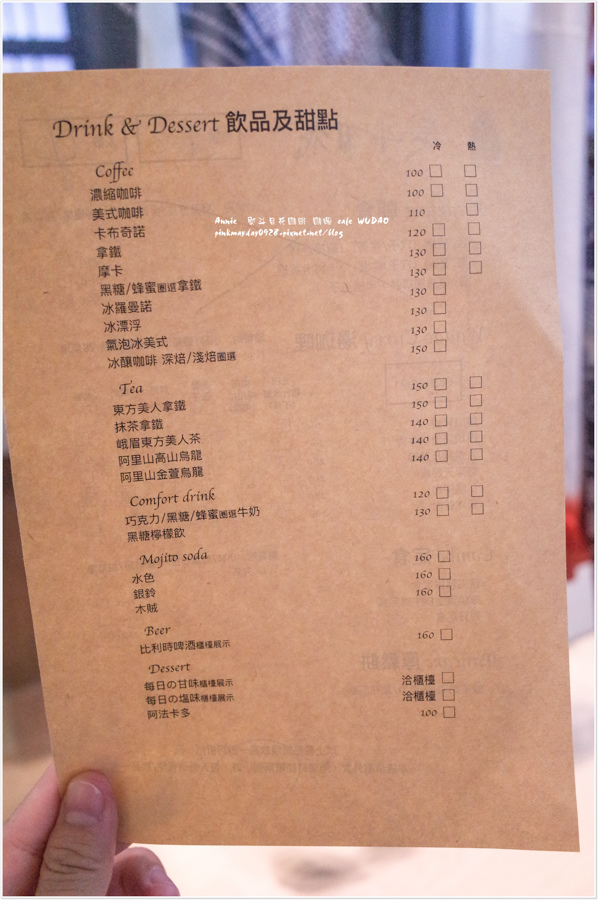 Drink & Dessert 飲品及甜點
冷 熱
Coffee
濃縮咖啡 100
美式咖啡 100
卡布奇諾 110
拿鐵 120
摩卡 130
黑糖/蜂蜜圈選拿鐵 130
冰羅曼諾 130
冰漂浮 130
氣泡冰美式 130
冰釀咖啡 深焙/淺焙圈選 150
Tea
東方美人拿鐵 150
抹茶拿鐵 150
峨眉東方美人茶 140
阿里山高山烏龍 140
阿里山金萱烏龍 140
Comfort drink
巧克力/黑糖/蜂蜜圈選牛奶 120
黑糖檸檬飲 130
Mojito soda
水色 160
銀鈴 160
木賊 160
Beer
比利時啤酒櫃檯展示 160
Dessert
每日の甘味櫃檯展示 洽櫃檯
每日の塩味櫃檯展示 洽櫃檯
阿法卡多 100
Annie cafe WUDAO
pinkmayday0928.pixnet.net/blog